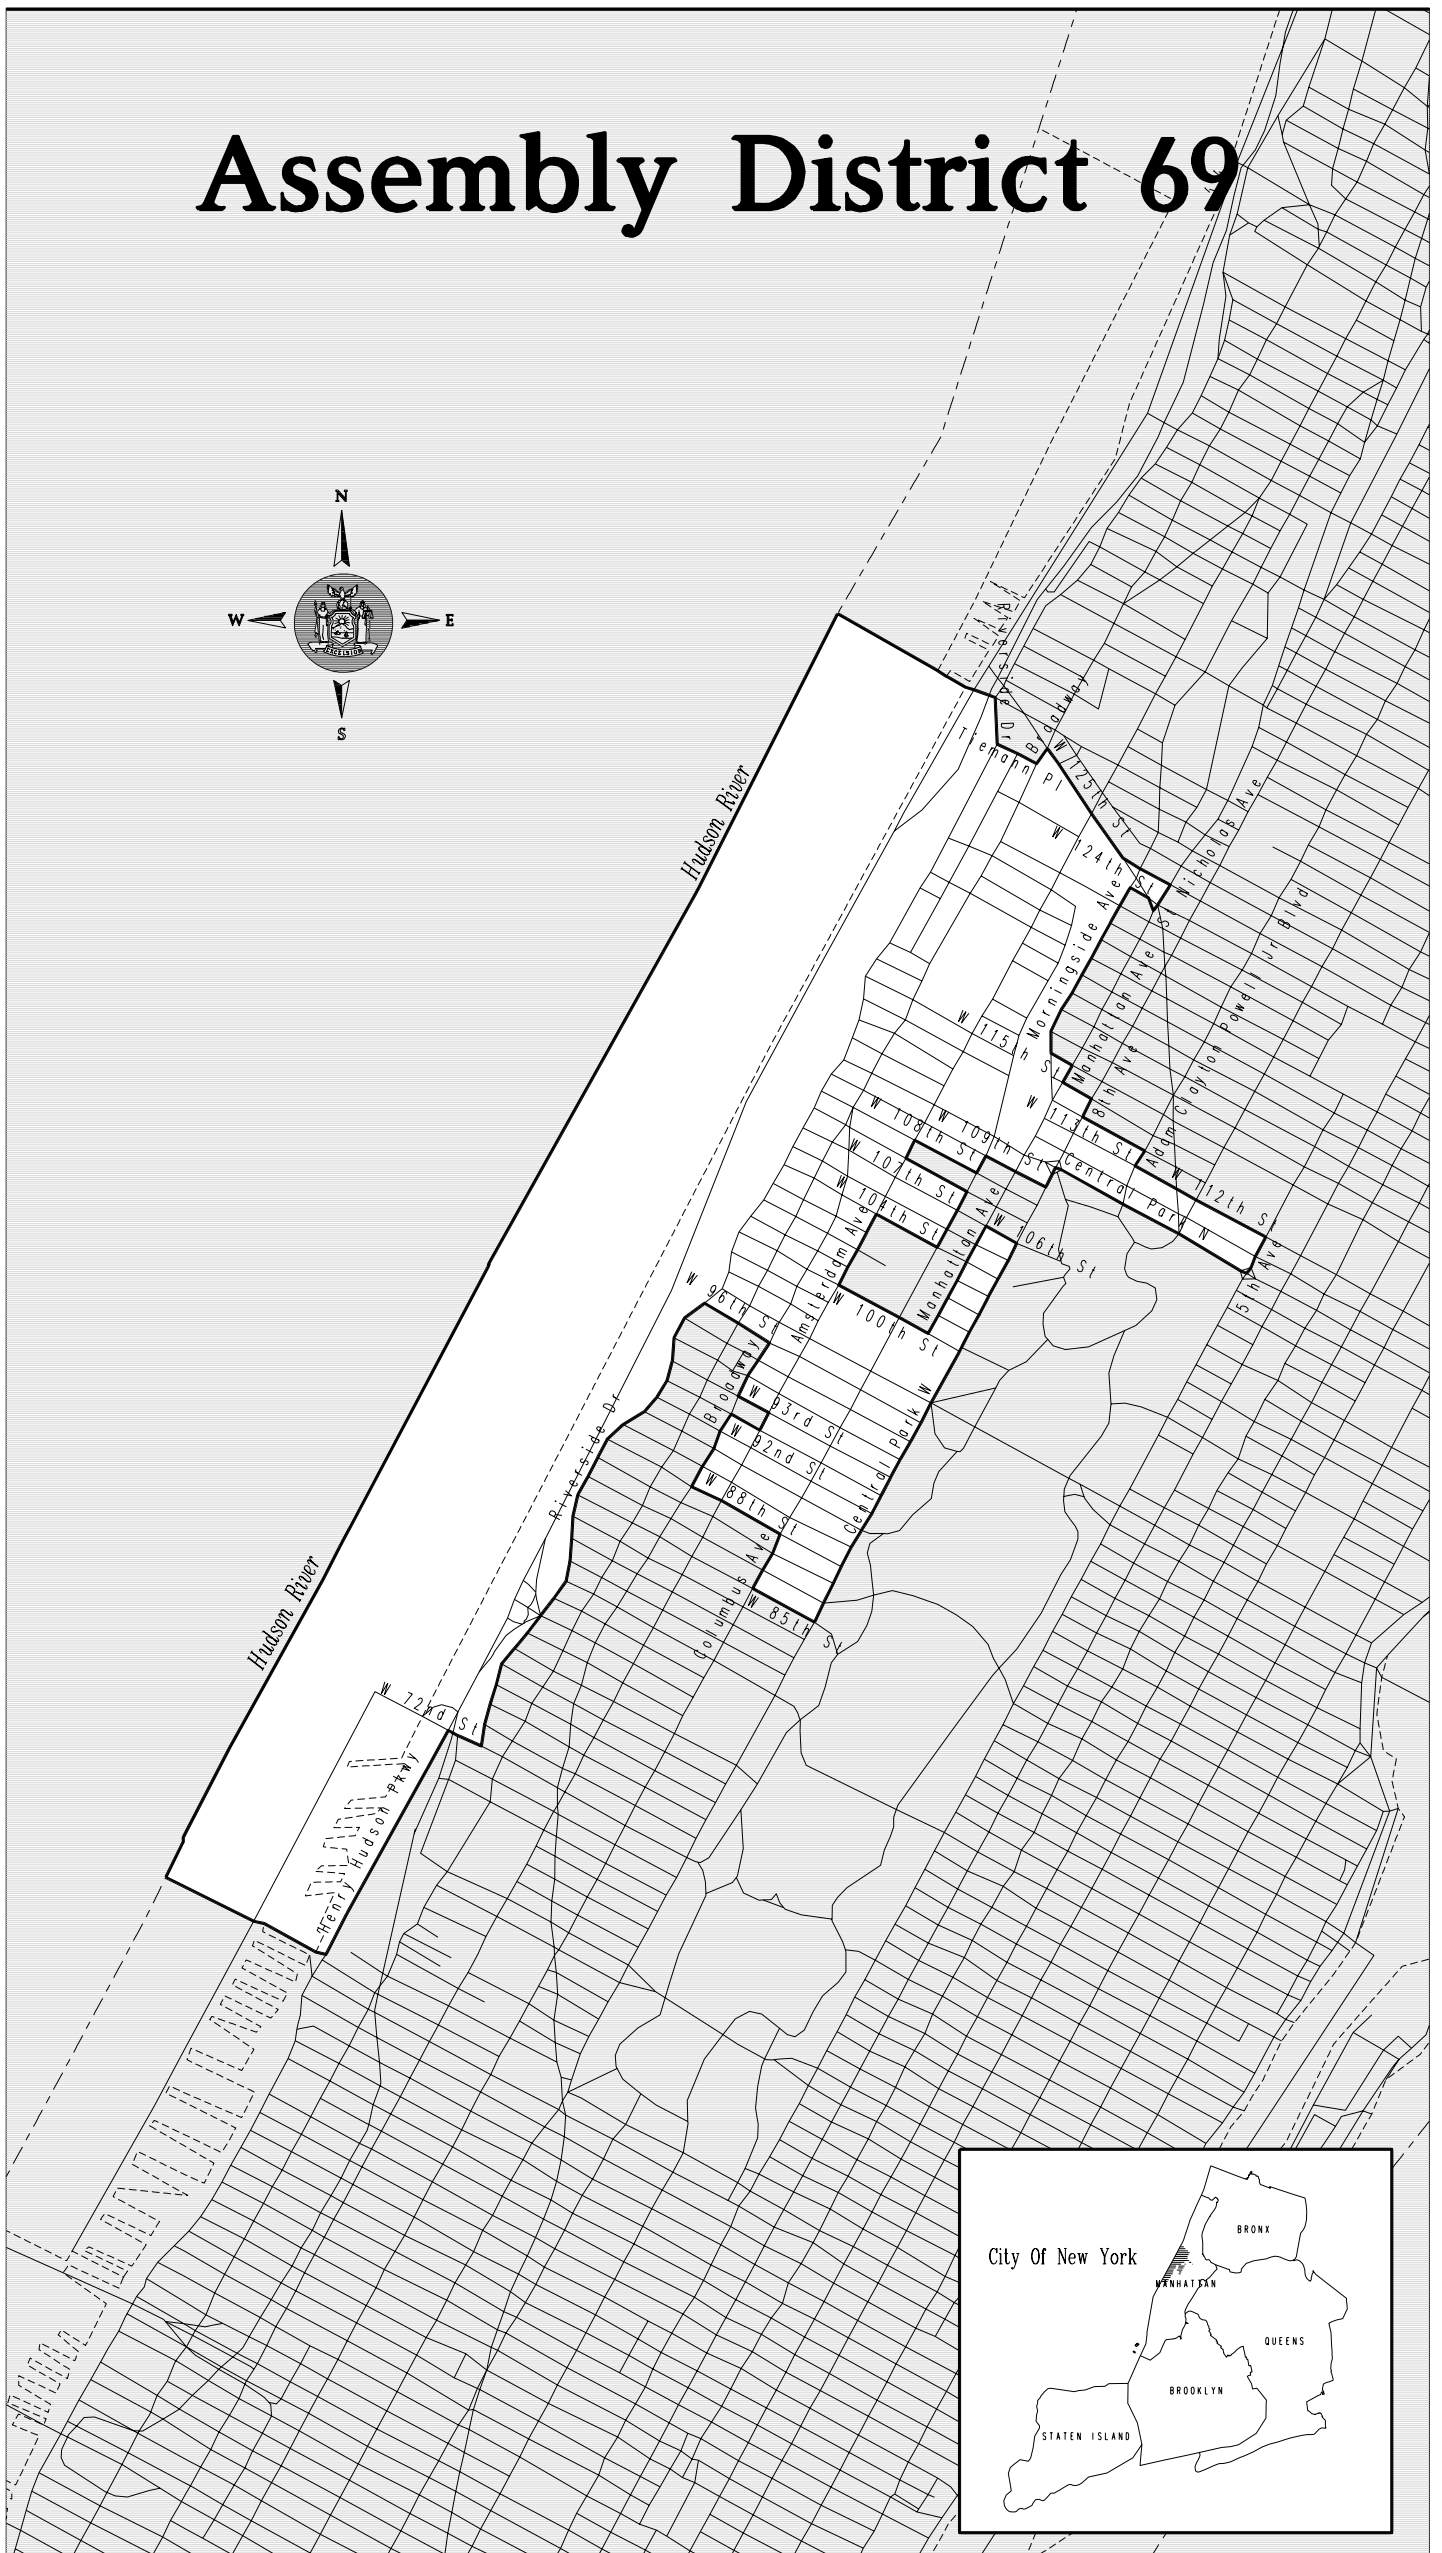 Assembly District 69
N
W
E
EXCELSIOR
S
Riverside Dr
Broadway
Tiemann Pl
W 125th St
Hudson River
W 124th St
St Nicholas Ave
Morningside Ave
Manhattan Ave
Adam Clayton Powell Jr Blvd
W 115th St
8th Ave
W 113th St
W 109th St
W 108th St
W 107th St
W 112th St
Central Park N
W 104th St
Manhattan Ave
W 106th St
Amsterdam Ave
5th Ave
W 96th St
W 100th St
Broadway
W 93rd St
Central Park W
W 92nd St
Riverside Dr
W 88th St
Columbus Ave
W 85th St
Hudson River
W 72nd St
Henry Hudson Pkwy
City Of New York
BRONX
MANHATTAN
QUEENS
BROOKLYN
STATEN ISLAND